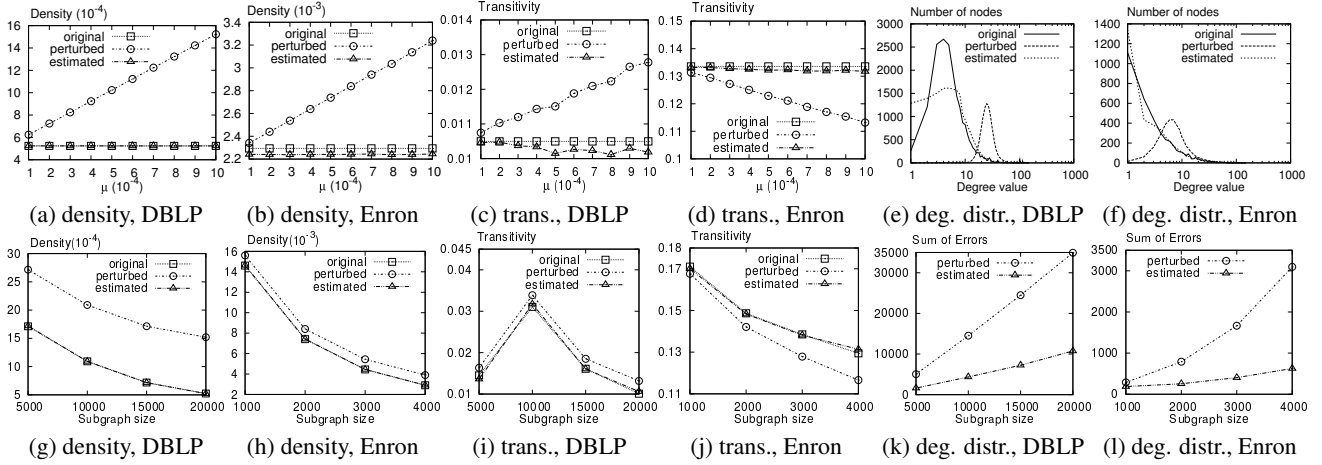 Density (10-4)
16
14
12
10
8
6
4
original
perturbed
estimated
1 2 3 4 5 6 7 8 9 10
μ (10-4)
(a) density, DBLP
Density (10-3)
3.4
3.2
3.0
2.8
2.6
2.4
2.2
original
perturbed
estimated
1 2 3 4 5 6 7 8 9 10
μ (10-4)
(b) density, Enron
Transitivity
0.014
0.013
0.012
0.011
0.01
original
perturbed
estimated
1 2 3 4 5 6 7 8 9 10
μ (10-4)
(c) trans., DBLP
Transitivity
0.15
0.14
0.13
0.12
0.11
0.1
original
perturbed
estimated
1 2 3 4 5 6 7 8 9 10
μ (10-4)
(d) trans., Enron
Number of nodes
3000
2500
2000
1500
1000
500
0
original
perturbed
estimated
1 10 100 1000
Degree value
(e) deg. distr., DBLP
Number of nodes
1400
1200
1000
800
600
400
200
0
original
perturbed
estimated
1 10 100 1000
Degree value
(f) deg. distr., Enron
Density(10-4)
30
25
20
15
10
5
original
perturbed
estimated
5000 10000 15000 20000
Subgraph size
(g) density, DBLP
Density(10-3)
16
14
12
10
8
6
4
2
original
perturbed
estimated
1000 2000 3000 4000
Subgraph size
(h) density, Enron
Transitivity
0.045
0.04
0.03
0.02
0.01
original
perturbed
estimated
5000 10000 15000 20000
Subgraph size
(i) trans., DBLP
Transitivity
0.18
0.17
0.15
0.13
0.11
original
perturbed
estimated
1000 2000 3000 4000
Subgraph size
(j) trans., Enron
Sum of Errors
35000
30000
20000
10000
0
perturbed
estimated
5000 10000 15000 20000
Subgraph size
(k) deg. distr., DBLP
Sum of Errors
3500
3000
2000
1000
0
perturbed
estimated
1000 2000 3000 4000
Subgraph size
(l) deg. distr., Enron